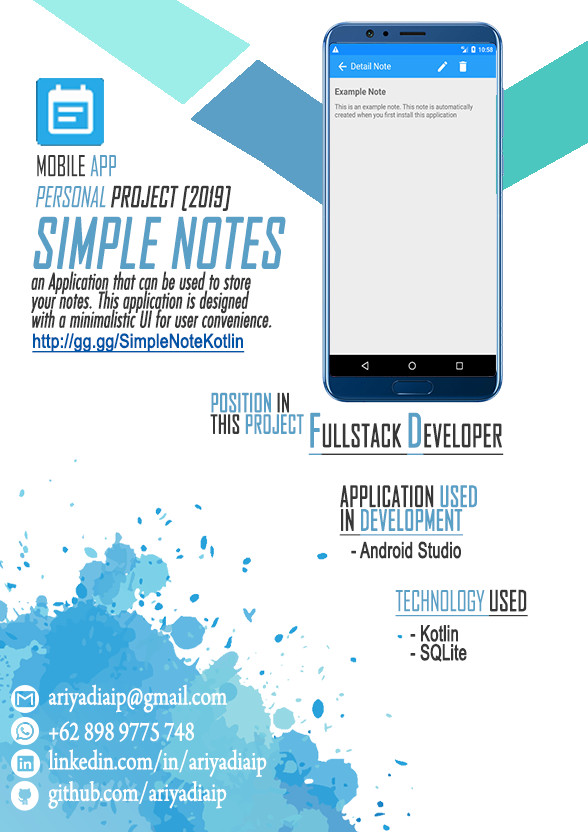 10:58
Detail Note
Example Note
This is an example note. This note is automatically
created when you first install this application
MOBILE APP
PERSONAL PROJECT (2019)
SIMPLE NOTES
an Application that can be used to store
your notes. This application is designed
with a minimalistic UI for user convenience.
http://gg.gg/SimpleNoteKotlin
POSITION IN
THIS PROJECT
FULLSTACK DEVELOPER
APPLICATION USED
IN DEVELOPMENT
- Android Studio
TECHNOLOGY USED
- Kotlin
- SQLite
ariyadiaip@gmail.com
+62 898 9775 748
linkedin.com/in/ariyadiaip
github.com/ariyadiaip